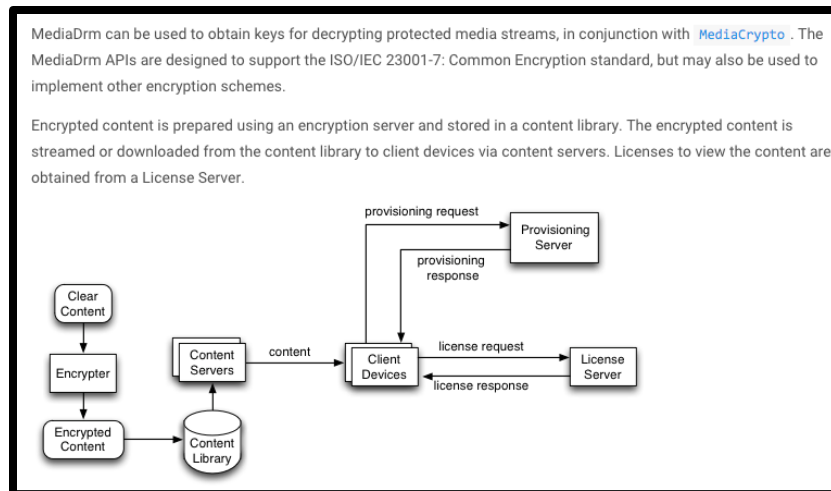 MediaDrm can be used to obtain keys for decrypting protected media streams, in conjunction with MediaCrypto. The
MediaDrm APIs are designed to support the ISO/IEC 23001-7: Common Encryption standard, but may also be used to
implement other encryption schemes.
Encrypted content is prepared using an encryption server and stored in a content library. The encrypted content is
streamed or downloaded from the content library to client devices via content servers. Licenses to view the content are
obtained from a License Server.
provisioning request
Provisioning
Server
provisioning
response
Clear
Content
Encrypter
Encrypted
Content
Content
Servers
Content
Library
content
Client
Devices
license request
license response
License
Server